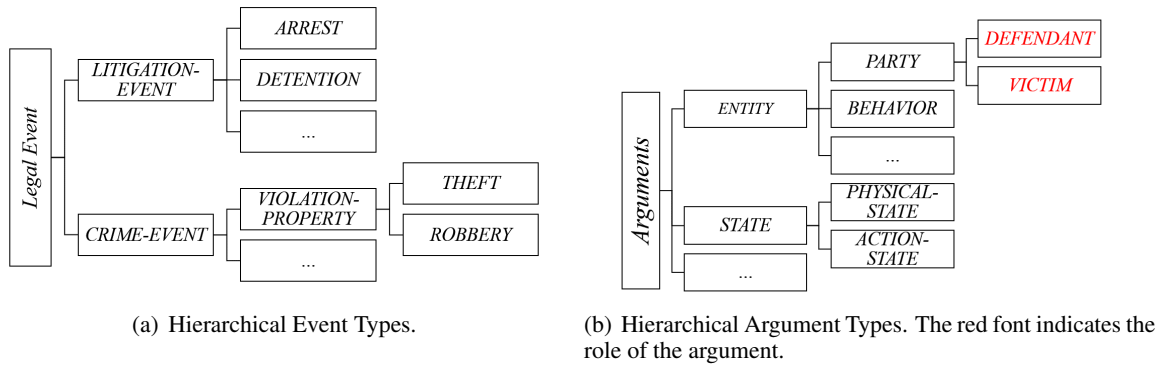 Legal Event
LITIGATION-
EVENT
ARREST
DETENTION
...
CRIME-EVENT
VIOLATION-
PROPERTY
...
THEFT
ROBBERY
(a) Hierarchical Event Types.
Arguments
ENTITY
PARTY
DEFENDANT
VICTIM
BEHAVIOR
...
STATE
PHYSICAL-
STATE
ACTION-
STATE
...
(b) Hierarchical Argument Types. The red font indicates the
role of the argument.